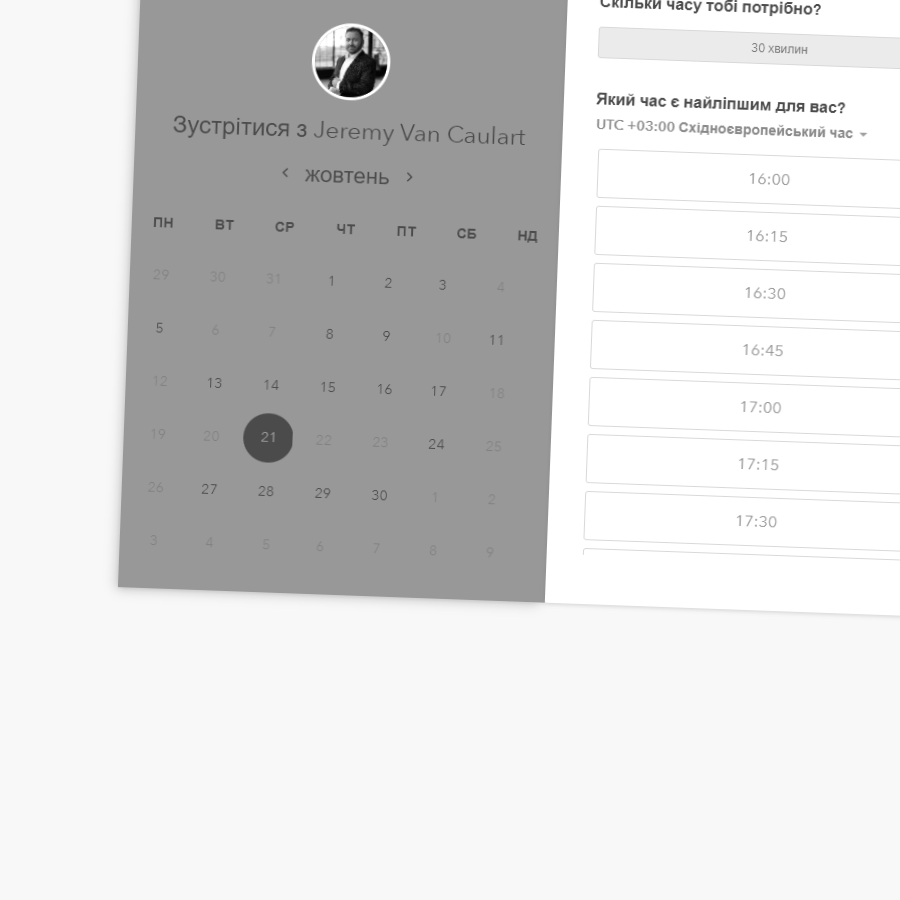 Зустрітися з Jeremy Van Caulart
жовтень
ПН ВТ СР ЧТ ПТ СБ НД
29 30 31 1 2 3 4
5 6 7 8 9 10 11
12 13 14 15 16 17 18
19 20 21 22 23 24 25
26 27 28 29 30 1 2
3 4 5 6 7 8 9
Скільки часу тобі потрібно?
30 хвилин
Який час є найліпшим для вас?
UTC +03:00 Східноєвропейський час
16:00
16:15
16:30
16:45
17:00
17:15
17:30